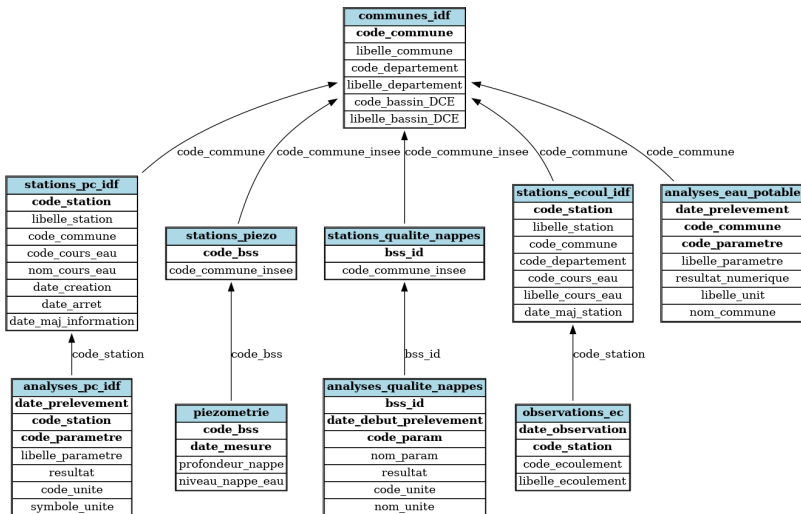 communes_idf
code_commune
libelle_commune
code_departement
libelle_departement
code_bassin_DCE
libelle_bassin_DCE
code_commune
code_commune_insee
code_commune_insee
code_commune
code_commune
stations_pc_idf
code_station
libelle_station
code_commune
code_cours_eau
nom_cours_eau
date_creation
date_arret
date_maj_information
stations_piezo
code_bss
code_commune_insee
stations_qualite_nappes
bss_id
code_commune_insee
stations_ecoul_idf
code_station
libelle_station
code_commune
code_departement
code_cours_eau
libelle_cours_eau
date_maj_station
analyses_eau_potable
date_prelevement
code_commune
code_parametre
libelle_parametre
resultat_numerique
libelle_unit
nom_commune
code_station
code_bss
bss_id
code_station
analyses_pc_idf
date_prelevement
code_station
code_parametre
libelle_parametre
resultat
code_unite
symbole_unite
piezometrie
code_bss
date_mesure
profondeur_nappe
niveau_nappe_eau
analyses_qualite_nappes
bss_id
date_debut_prelevement
code_param
nom_param
resultat
code_unite
nom_unite
observations_ec
date_observation
code_station
code_ecoulement
libelle_ecoulement